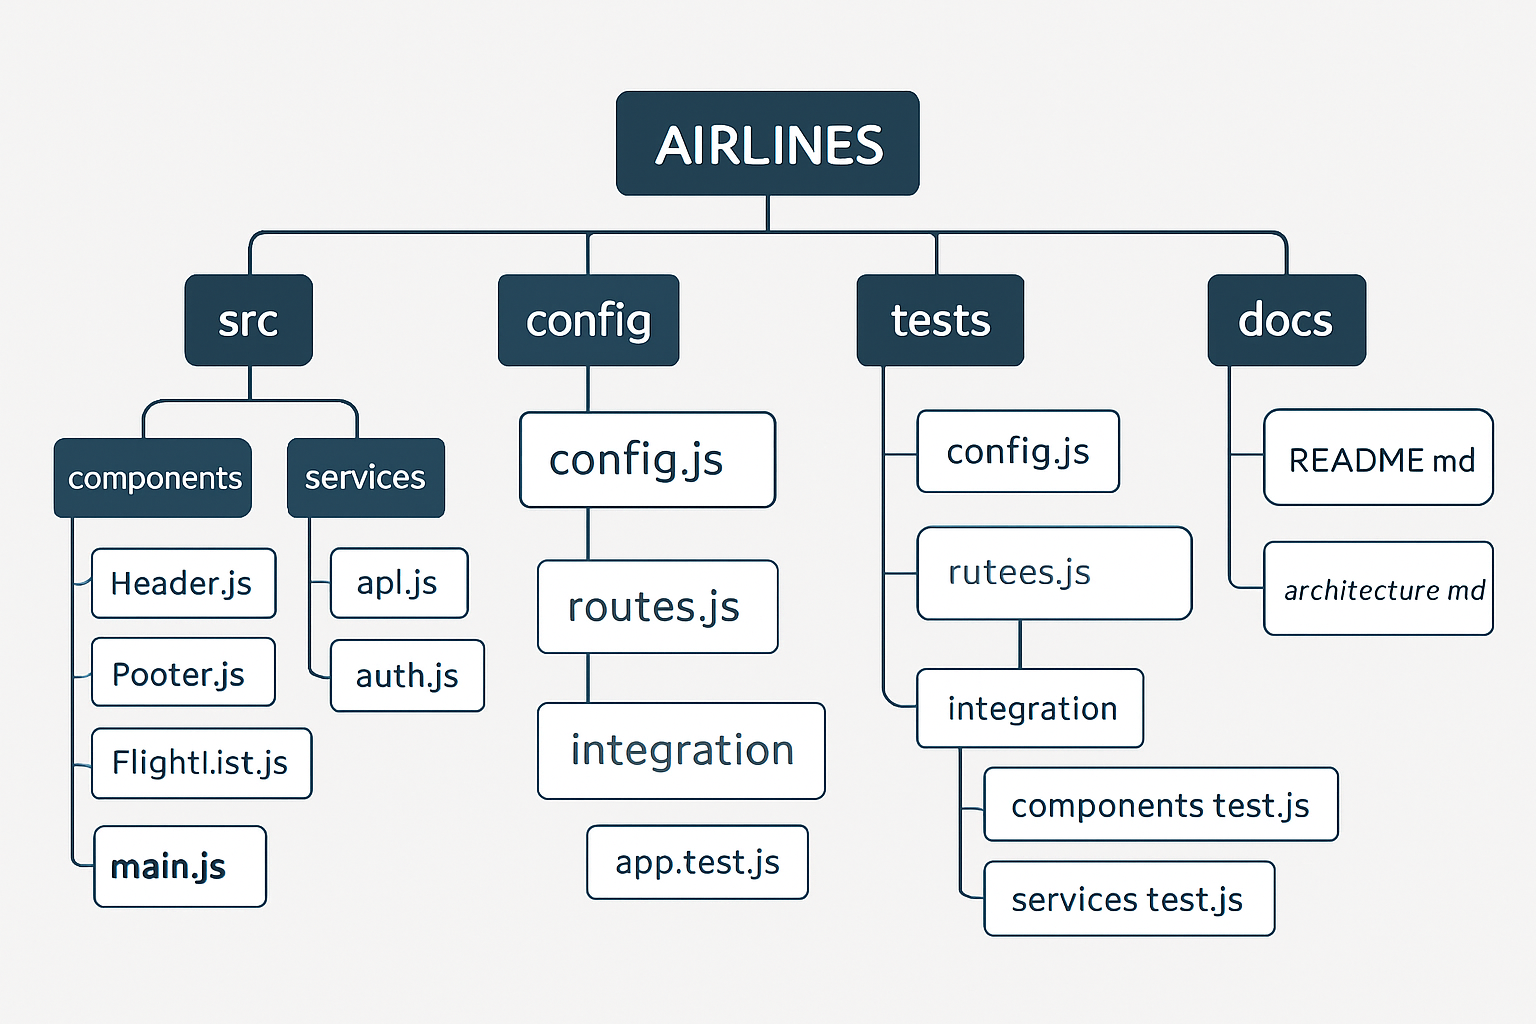 AIRLINES
src
config
tests
docs
components
services
Header.js
Pooter.js
FlightI.ist.js
main.js
apl.js
auth.js
config.js
routes.js
integration
app.test.js
config.js
rutees.js
integration
components test.js
services test.js
README md
architecture md